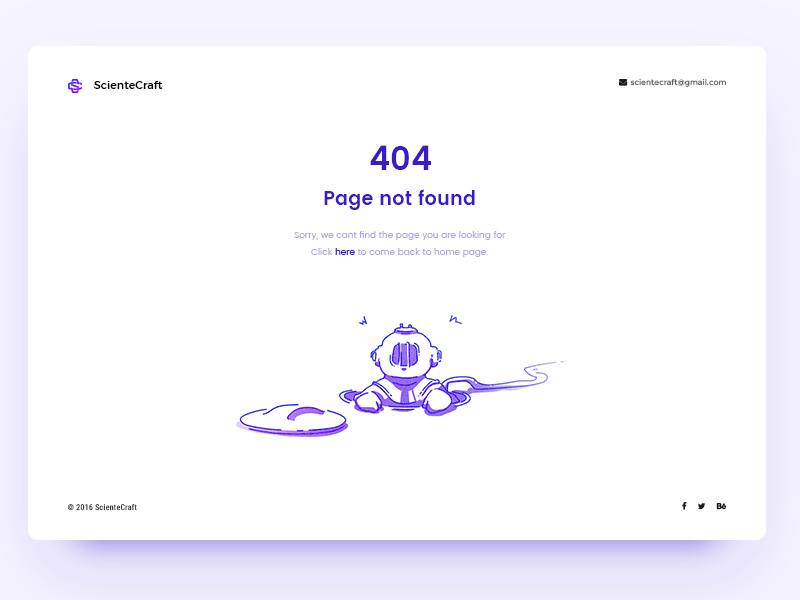 ScienteCraft
scientecraft@gmail.com
404
Page not found
Sorry, we cant find the page you are looking for
Click here to come back to home page.
© 2016 ScienteCraft